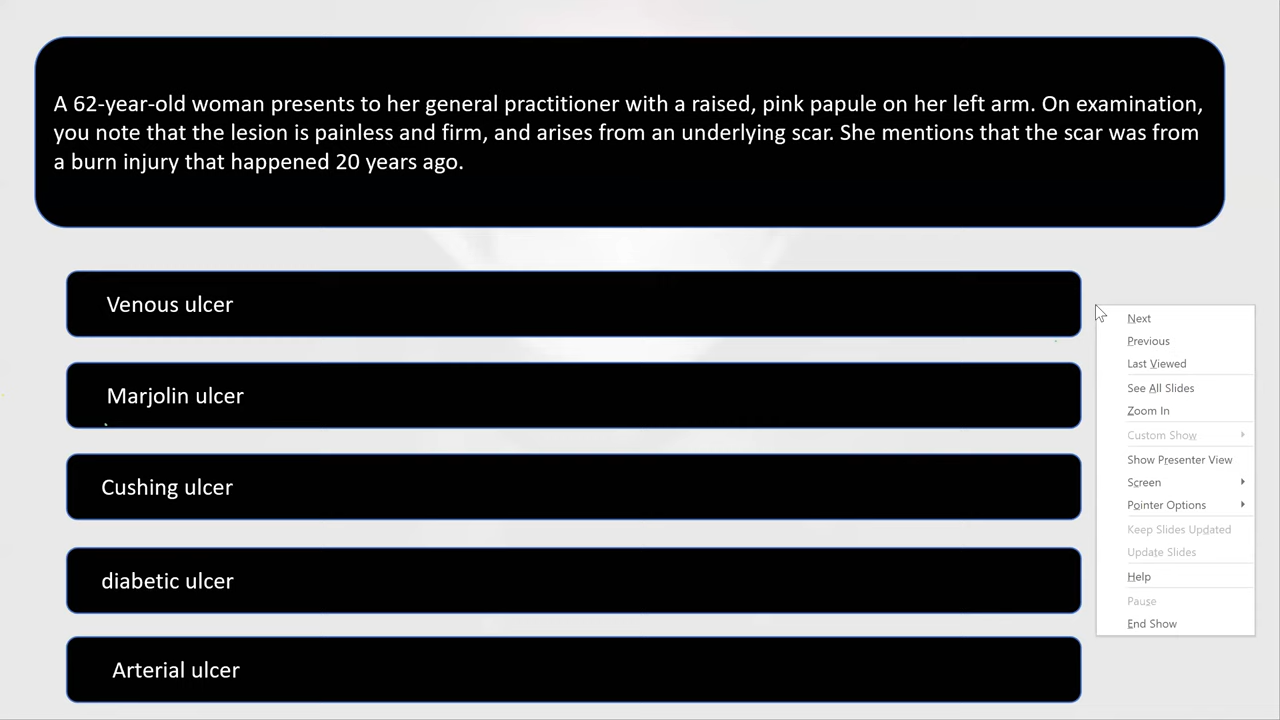 A 62-year-old woman presents to her general practitioner with a raised, pink papule on her left arm. On examination,
you note that the lesion is painless and firm, and arises from an underlying scar. She mentions that the scar was from
a burn injury that happened 20 years ago.
Venous ulcer
Marjolin ulcer
Cushing ulcer
diabetic ulcer
Arterial ulcer
Next
Previous
Last Viewed
See All Slides
Zoom In
Custom Show
Show Presenter View
Screen
Pointer Options
Keep Slides Updated
Update Slides
Help
Pause
End Show